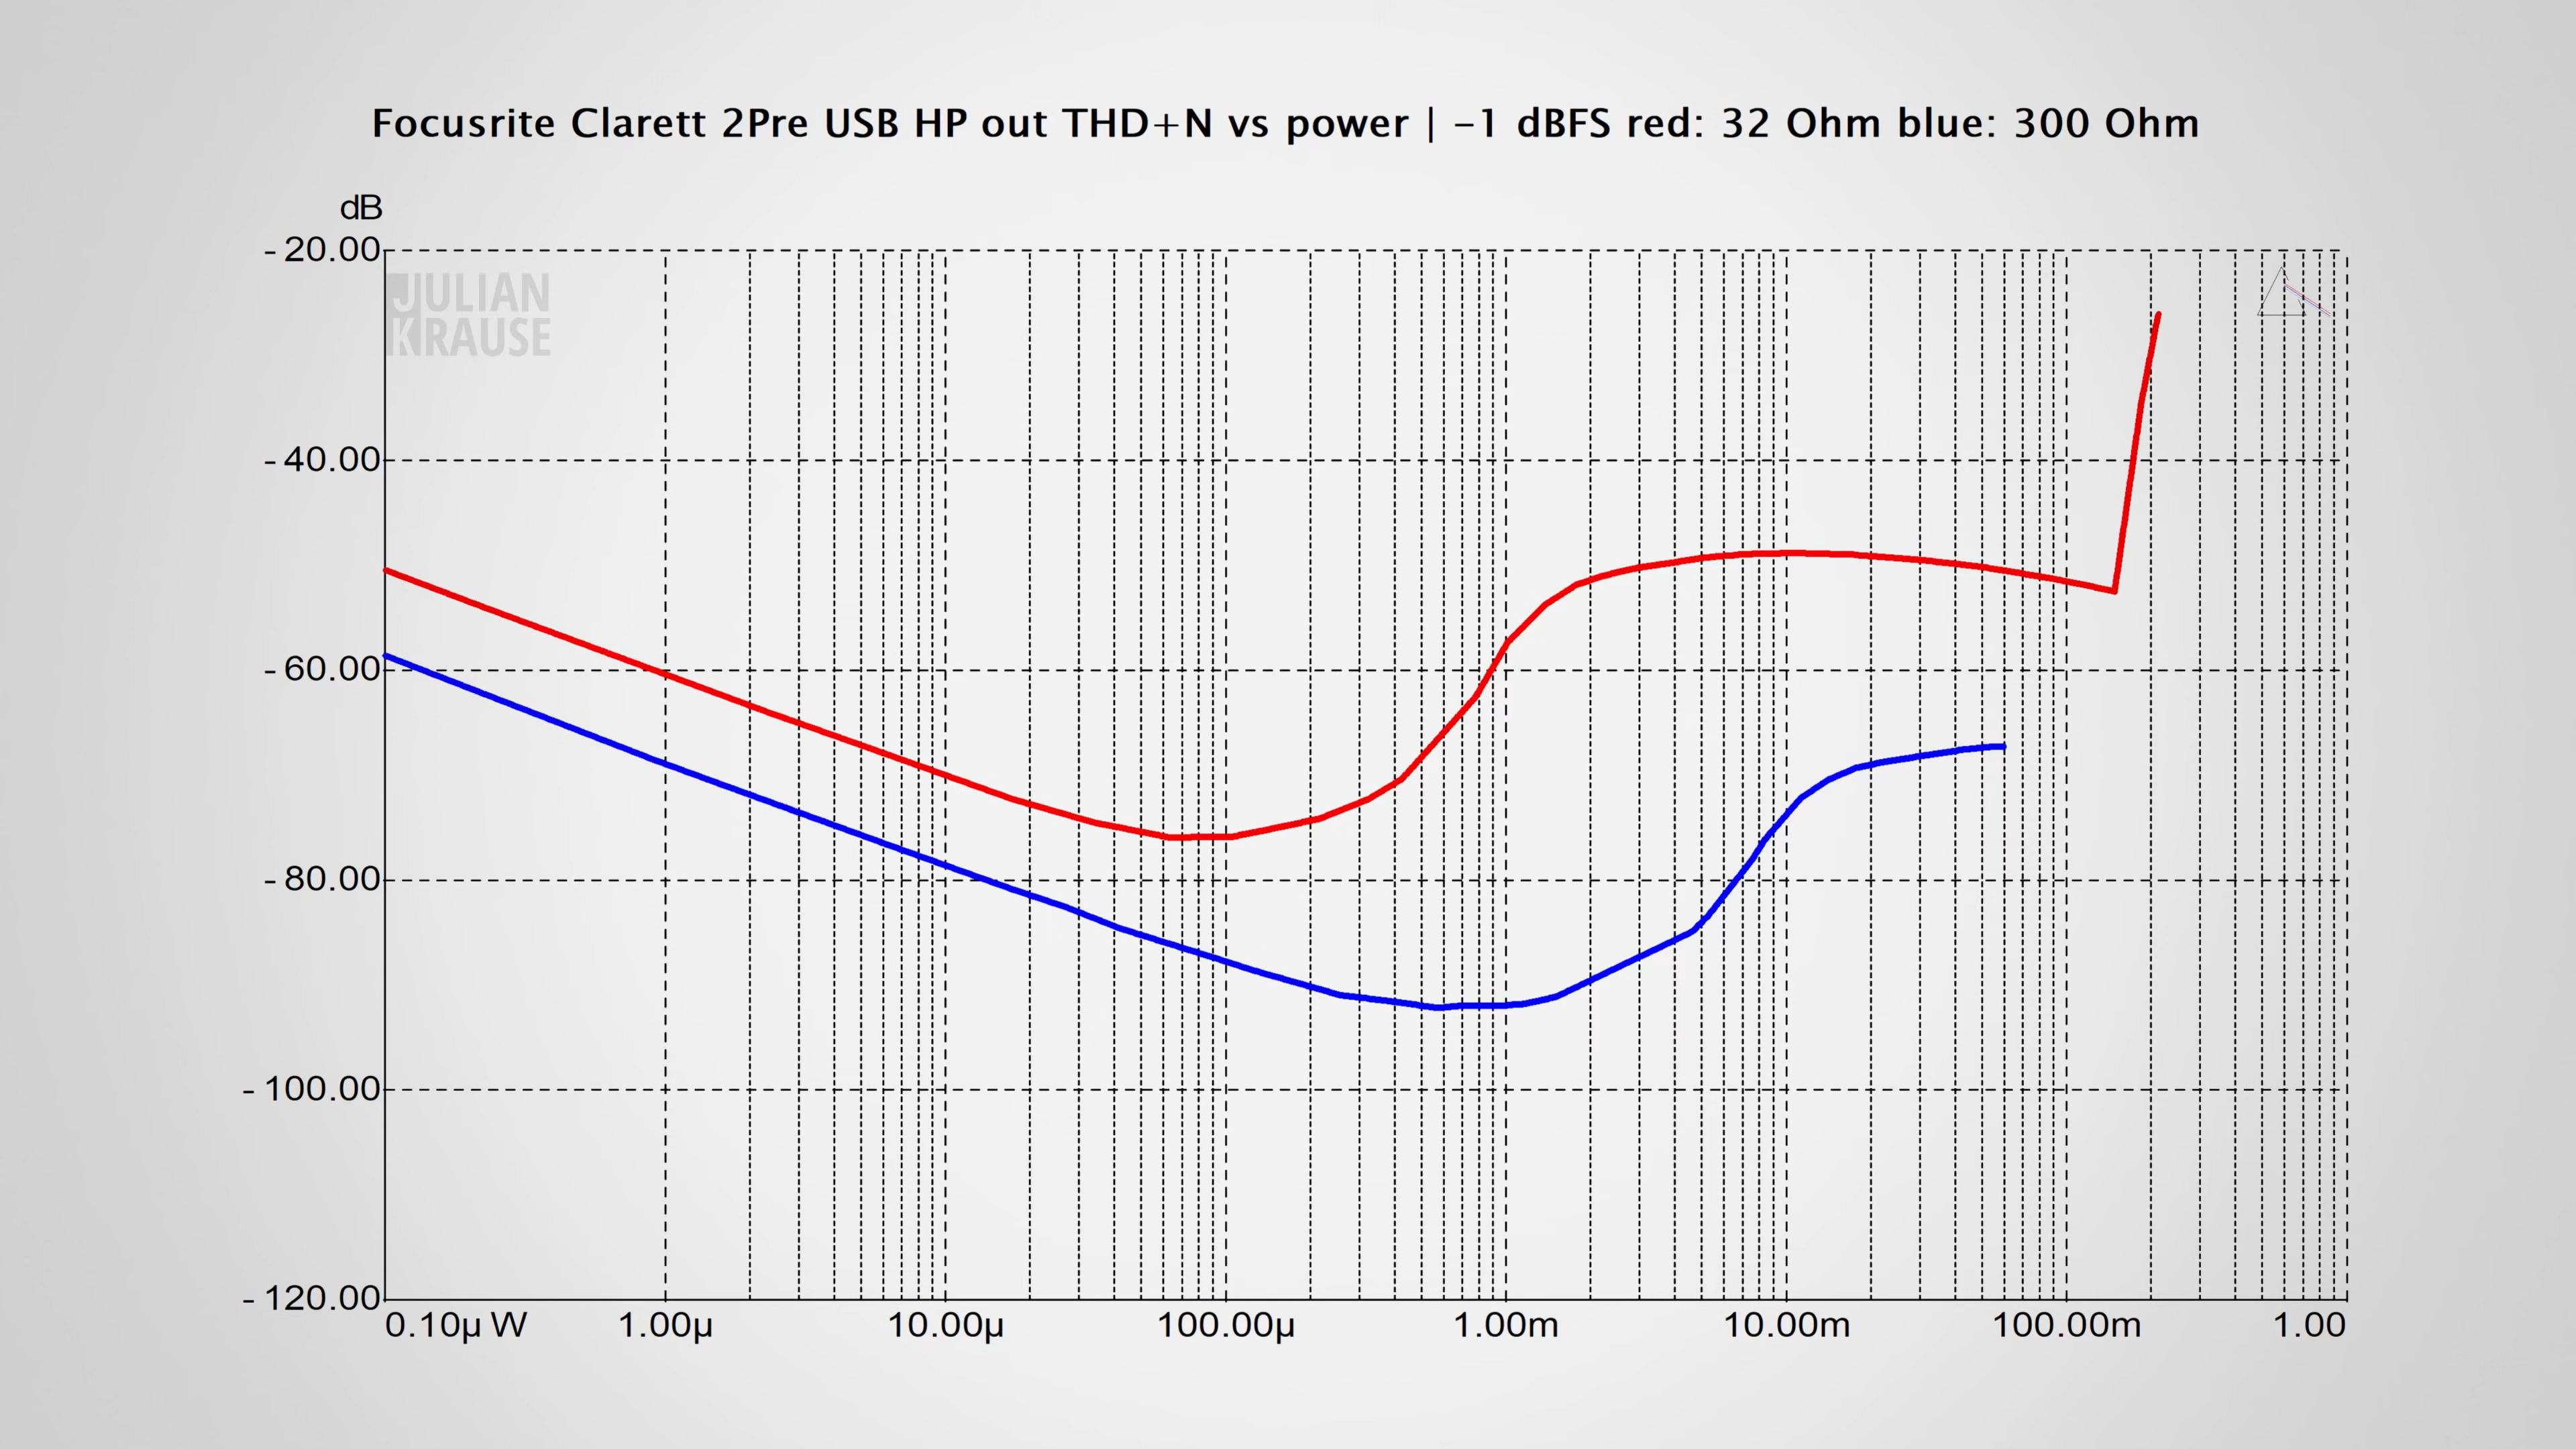 Focusrite Clarett 2Pre USB HP out THD+N vs power | -1 dBFS red: 32 Ohm blue: 300 Ohm
dB
-20.00
JULIAN
KRAUSE
-40.00
-60.00
-80.00
-100.00
-120.00
0.10µ W 1.00µ 10.00µ 100.00µ 1.00m 10.00m 100.00m 1.00